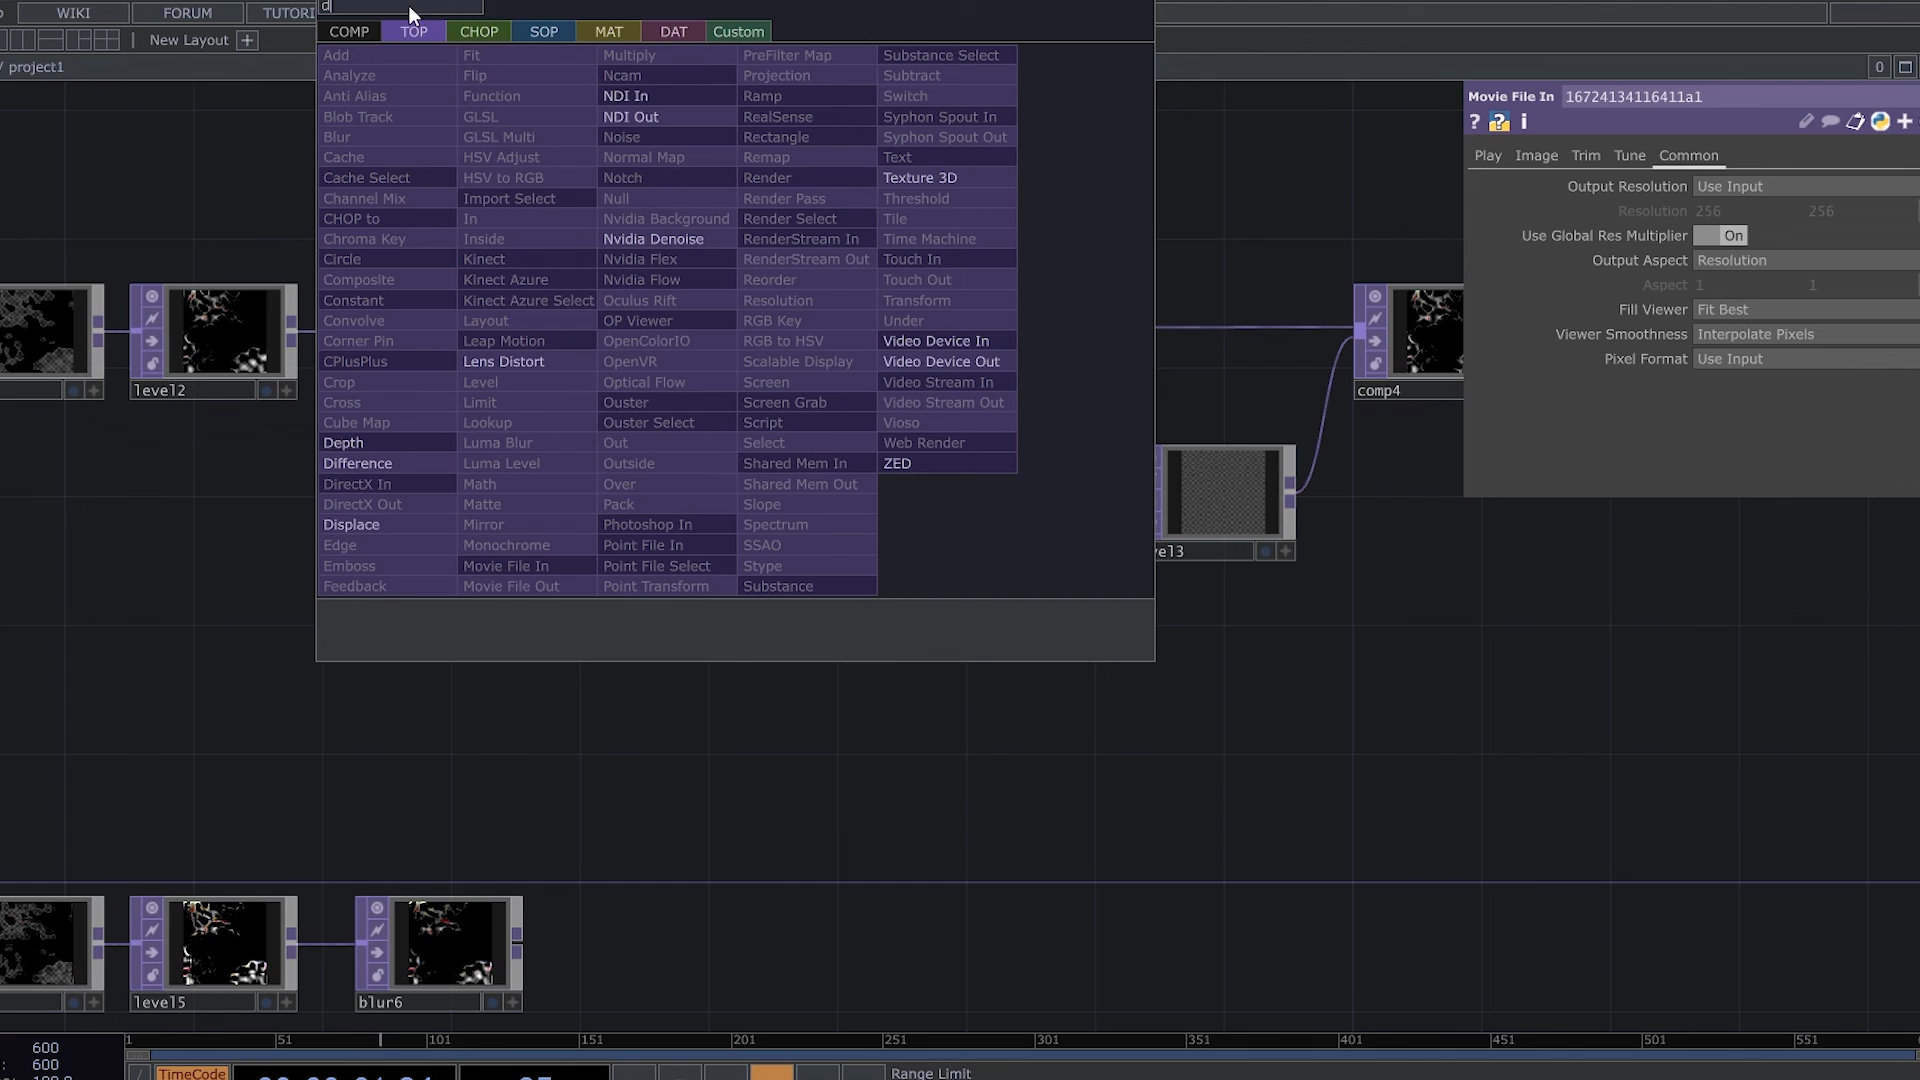 WIKI FORUM TUTORI
d
New Layout +
COMP TOP CHOP SOP MAT DAT Custom
/ project1
0
Add Fit Multiply PreFilter Map Substance Select
Analyze Flip Ncam Projection Subtract
Anti Alias Function NDI In Ramp Switch
Blob Track GLSL NDI Out RealSense Syphon Spout In
Blur GLSL Multi Noise Rectangle Syphon Spout Out
Cache HSV Adjust Normal Map Remap Text
Cache Select HSV to RGB Notch Render Texture 3D
Channel Mix Import Select Null Render Pass Threshold
CHOP to In Nvidia Background Render Select Tile
Chroma Key Inside Nvidia Denoise RenderStream In Time Machine
Circle Kinect Nvidia Flex RenderStream Out Touch In
Composite Kinect Azure Nvidia Flow Reorder Touch Out
Constant Kinect Azure Select Oculus Rift Resolution Transform
Convolve Layout OP Viewer RGB Key Under
Corner Pin Leap Motion OpenColorIO RGB to HSV Video Device In
CPlusPlus Lens Distort OpenVR Scalable Display Video Device Out
Crop Level Optical Flow Screen Video Stream In
Cross Limit Ouster Screen Grab Video Stream Out
Cube Map Lookup Ouster Select Script Vioso
Depth Luma Blur Out Select Web Render
Difference Luma Level Outside Shared Mem In ZED
DirectX In Math Over Shared Mem Out
DirectX Out Matte Pack Slope
Displace Mirror Photoshop In Spectrum
Edge Monochrome Point File In SSAO
Emboss Movie File In Point File Select Stype
Feedback Movie File Out Point Transform Substance
Movie File In 16724134116411a1
? ? i
Play Image Trim Tune Common
Output Resolution Use Input
Resolution 256 256
Use Global Res Multiplier On
Output Aspect Resolution
Aspect 1 1
Fill Viewer Fit Best
Viewer Smoothness Interpolate Pixels
Pixel Format Use Input
level2
comp4
vel3
level5
blur6
1 51 101 151 201 251 301 351 401 451 501 551
600
600
TimeCode
Range Limit